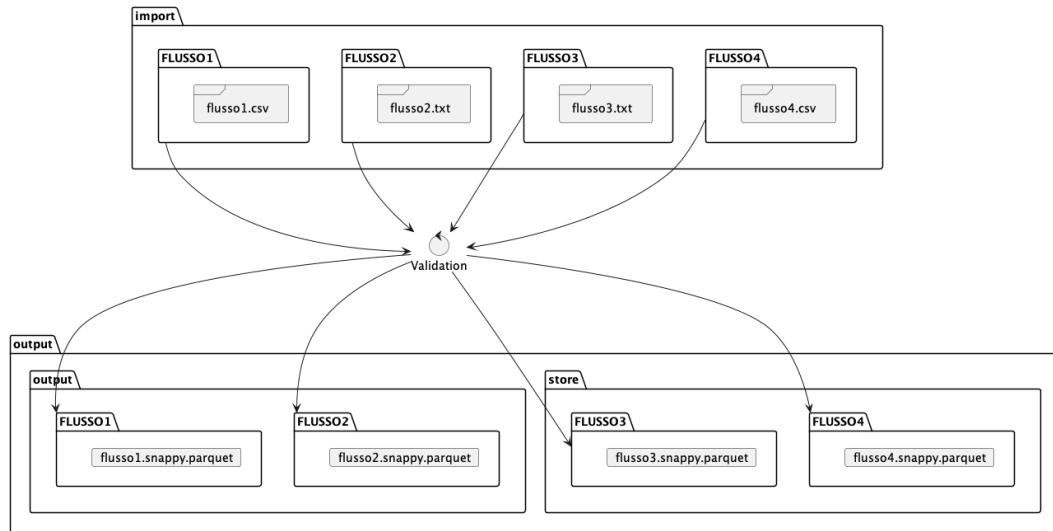 import
FLUSSO1
FLUSSO2
FLUSSO3
FLUSSO4
flusso1.csv
flusso2.txt
flusso3.txt
flusso4.csv
Validation
output
output
store
FLUSSO1
FLUSSO2
FLUSSO3
FLUSSO4
flusso1.snappy.parquet
flusso2.snappy.parquet
flusso3.snappy.parquet
flusso4.snappy.parquet